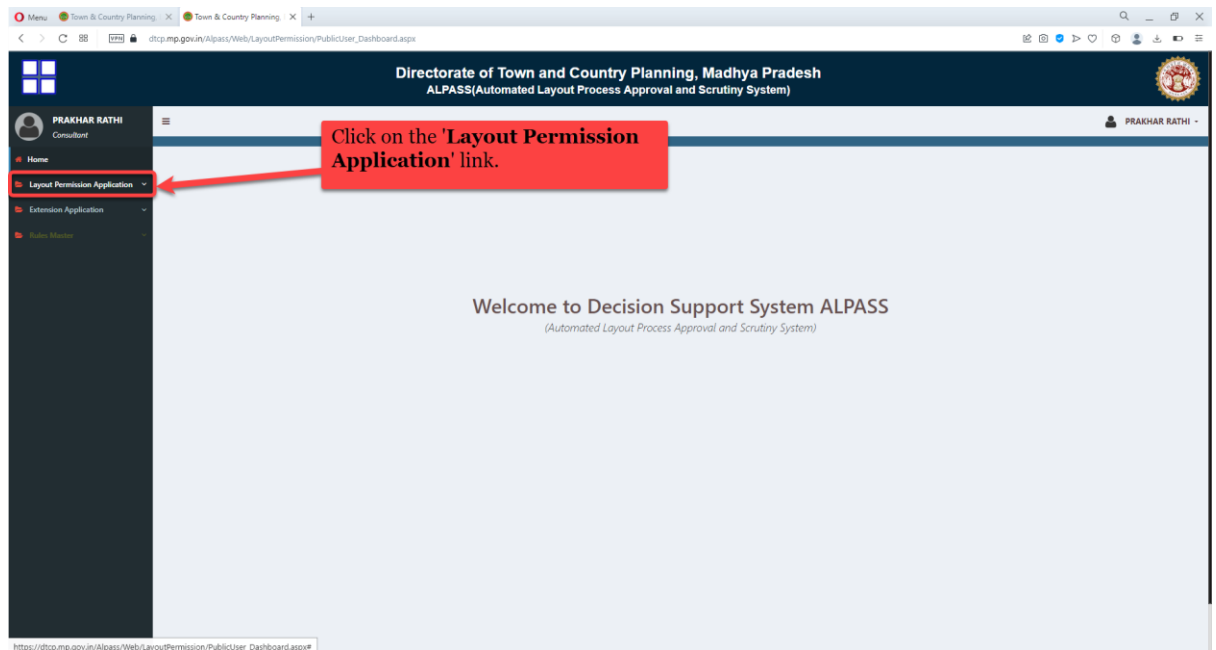 Menu
Town & Country Planning,
Town & Country Planning,
VPN
dtcp.mp.gov.in/Alpass/Web/LayoutPermission/PublicUser_Dashboard.aspx
Directorate of Town and Country Planning, Madhya Pradesh
ALPASS(Automated Layout Process Approval and Scrutiny System)
PRAKHAR RATHI
Consultant
PRAKHAR RATHI
Click on the 'Layout Permission
Application' link.
Home
Layout Permission Application
Extension Application
Rules Master
Welcome to Decision Support System ALPASS
(Automated Layout Process Approval and Scrutiny System)
https://dtcp.mp.gov.in/Alpass/Web/LayoutPermission/PublicUser_Dashboard.aspx#